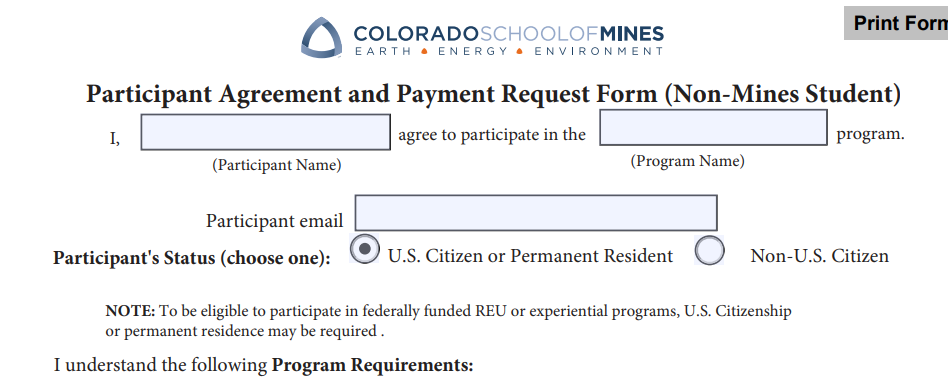 COLORADOSCHOOLOFMINES
EARTH • ENERGY • ENVIRONMENT
Print Form
Participant Agreement and Payment Request Form (Non-Mines Student)
I, agree to participate in the program.
(Participant Name) (Program Name)
Participant email
Participant's Status (choose one): U.S. Citizen or Permanent Resident Non-U.S. Citizen
NOTE: To be eligible to participate in federally funded REU or experiential programs, U.S. Citizenship
or permanent residence may be required .
I understand the following Program Requirements: